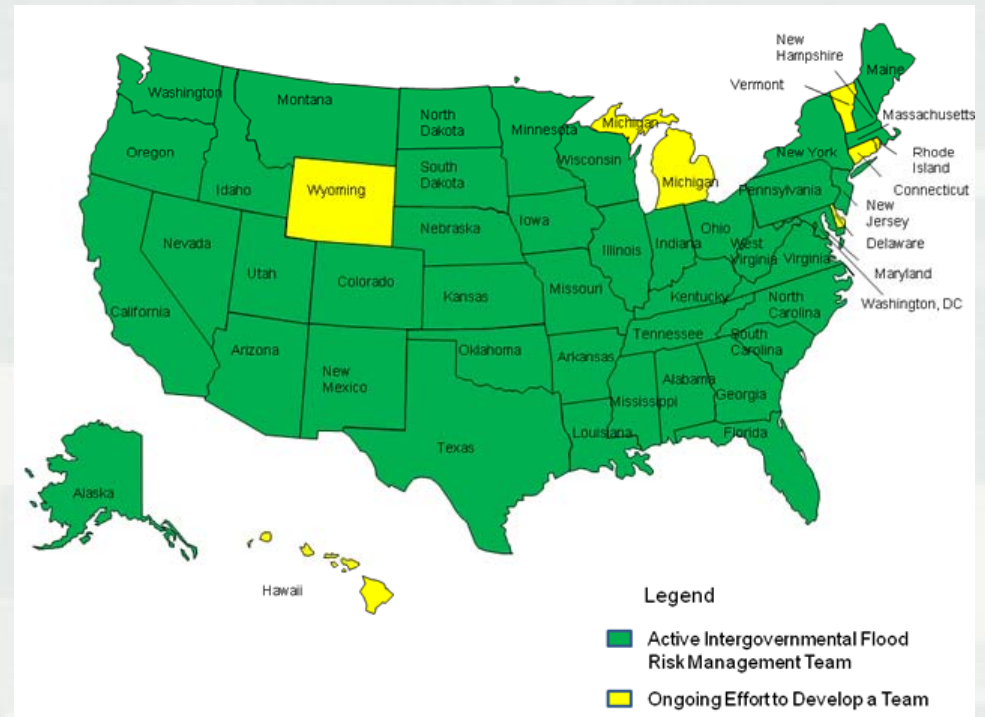 New
Hampshire
Maine
Vermont
Washington
Montana
North
Dakota
Minnesota
Michigan
Massachusetts
Oregon
Wisconsin
New York
Rhode
Island
South
Dakota
Idaho
Wyoming
Michigan
Pennsylvania
Connecticut
New
Jersey
Iowa
Nebraska
Ohio
Delaware
Nevada
Illinois
Indiana
West
Virginia
Virginia
Utah
Maryland
Colorado
Missouri
Kansas
Kentucky
North
Carolina
Washington, DC
California
Tennessee
South
Carolina
Arizona
Oklahoma
Arkansas
New
Mexico
Alabama
Georgia
Mississippi
Louisiana
Florida
Texas
Alaska
Hawaii
Legend
Active Intergovernmental Flood
Risk Management Team
Ongoing Effort to Develop a Team